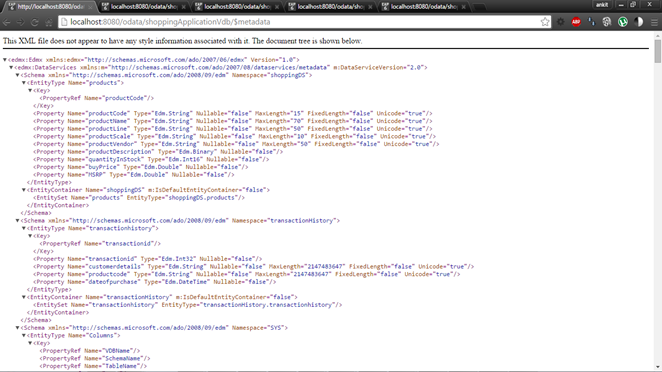 http://localhost:8080/oda
localhost:8080/odata/sho
localhost:8080/odata/sho
localhost:8080/odata/sho
localhost:8080/odata/sho
ankit
localhost:8080/odata/shoppingApplicationVdb/$metadata
ABP
This XML file does not appear to have any style information associated with it. The document tree is shown below.
▼<edmx:Edmx xmlns:edmx="http://schemas.microsoft.com/ado/2007/06/edmx" Version="1.0">
▼<edmx:DataServices xmlns:m="http://schemas.microsoft.com/ado/2007/08/dataservices/metadata" m:DataServiceVersion="2.0">
▼<Schema xmlns="http://schemas.microsoft.com/ado/2008/09/edm" Namespace="shoppingDS">
▼<EntityType Name="products">
▼<Key>
<PropertyRef Name="productCode"/>
</Key>
<Property Name="productCode" Type="Edm.String" Nullable="false" MaxLength="15" FixedLength="false" Unicode="true"/>
<Property Name="productName" Type="Edm.String" Nullable="false" MaxLength="70" FixedLength="false" Unicode="true"/>
<Property Name="productLine" Type="Edm.String" Nullable="false" MaxLength="50" FixedLength="false" Unicode="true"/>
<Property Name="productScale" Type="Edm.String" Nullable="false" MaxLength="10" FixedLength="false" Unicode="true"/>
<Property Name="productVendor" Type="Edm.String" Nullable="false" MaxLength="50" FixedLength="false" Unicode="true"/>
<Property Name="productDescription" Type="Edm.Binary" Nullable="false"/>
<Property Name="quantityInStock" Type="Edm.Int16" Nullable="false"/>
<Property Name="buyPrice" Type="Edm.Double" Nullable="false"/>
<Property Name="MSRP" Type="Edm.Double" Nullable="false"/>
</EntityType>
▼<EntityContainer Name="shoppingDS" m:IsDefaultEntityContainer="false">
<EntitySet Name="products" EntityType="shoppingDS.products"/>
</EntityContainer>
</Schema>
▼<Schema xmlns="http://schemas.microsoft.com/ado/2008/09/edm" Namespace="transactionHistory">
▼<EntityType Name="transactionhistory">
▼<Key>
<PropertyRef Name="transactionid"/>
</Key>
<Property Name="transactionid" Type="Edm.Int32" Nullable="false"/>
<Property Name="customerdetails" Type="Edm.String" Nullable="false" MaxLength="2147483647" FixedLength="false" Unicode="true"/>
<Property Name="productcode" Type="Edm.String" Nullable="false" MaxLength="2147483647" FixedLength="false" Unicode="true"/>
<Property Name="dateofpurchase" Type="Edm.DateTime" Nullable="false"/>
</EntityType>
▼<EntityContainer Name="transactionHistory" m:IsDefaultEntityContainer="false">
<EntitySet Name="transactionhistory" EntityType="transactionHistory.transactionhistory"/>
</EntityContainer>
</Schema>
▼<Schema xmlns="http://schemas.microsoft.com/ado/2008/09/edm" Namespace="SYS">
▼<EntityType Name="Columns">
▼<Key>
<PropertyRef Name="VDBName"/>
<PropertyRef Name="SchemaName"/>
<PropertyRef Name="TableName"/>